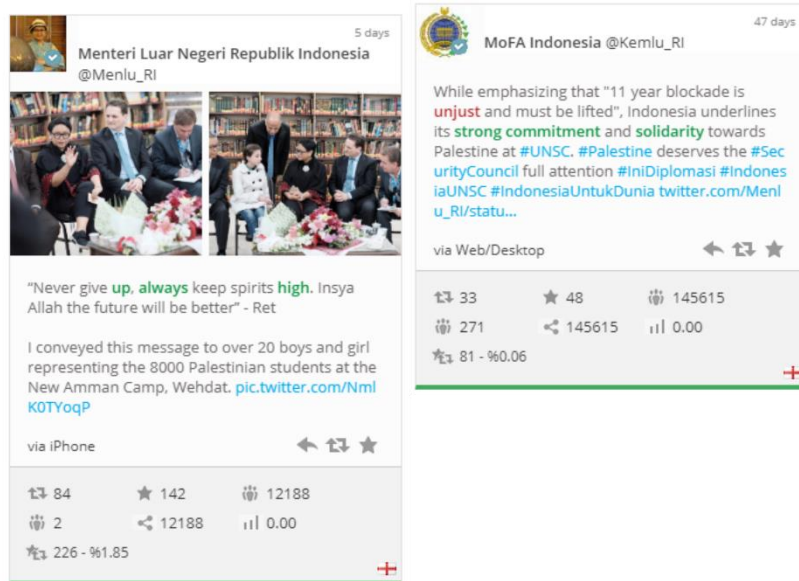 5 days
Menteri Luar Negeri Republik Indonesia
@Menlu_RI
“Never give up, always keep spirits high. Insya
Allah the future will be better” - Ret
I conveyed this message to over 20 boys and girl
representing the 8000 Palestinian students at the
New Amman Camp, Wehdat. pic.twitter.com/Nml
K0TYoqP
via iPhone
84 142 12188
2 12188 0.00
226 - %1.85
47 days
MoFA Indonesia @Kemlu_RI
While emphasizing that "11 year blockade is
unjust and must be lifted", Indonesia underlines
its strong commitment and solidarity towards
Palestine at #UNSC. #Palestine deserves the #Sec
urityCouncil full attention #IniDiplomasi #Indones
iaUNSC #IndonesiaUntukDunia twitter.com/Menl
u_RI/statu...
via Web/Desktop
33 48 145615
271 145615 0.00
81 - %0.06